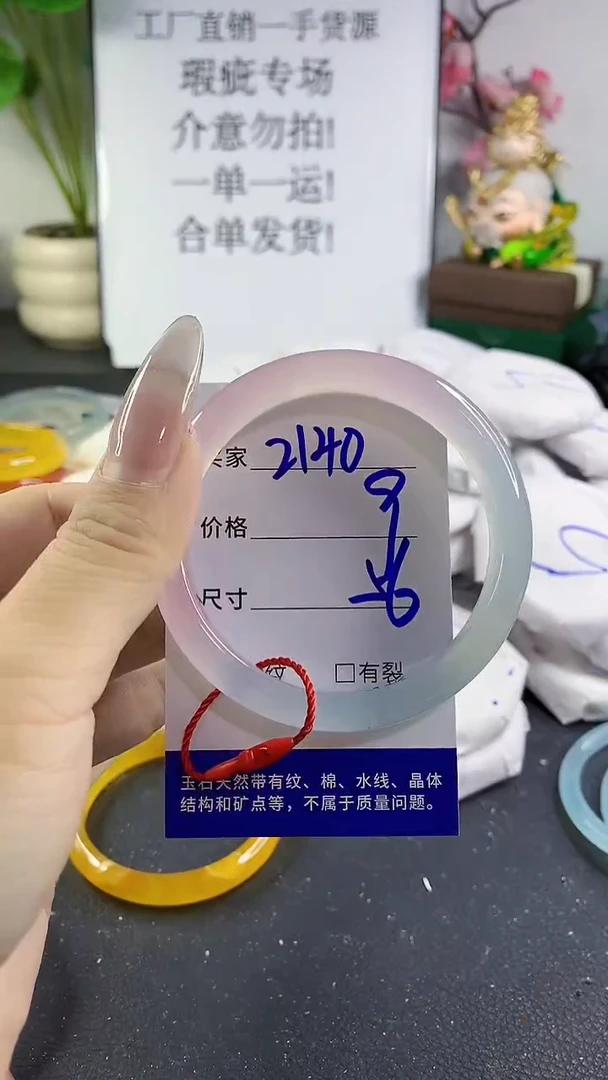 工厂直销一手货源
瑕疵专场
介意勿拍!
一单一运!
合单发货!
买家 2140
价格
尺寸
纹 □有裂
玉石天然带有纹、棉、水线、晶体
结构和矿点等，不属于质量问题。